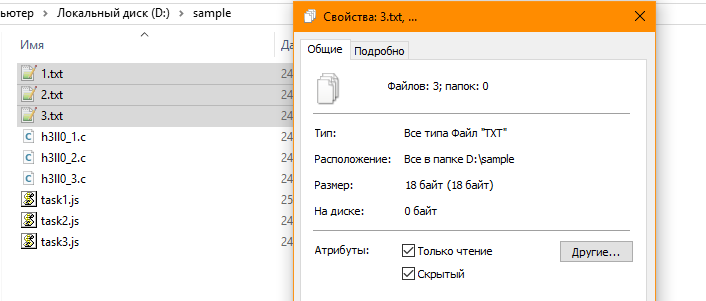 ьютер > Локальный диск (D:) > sample
Имя
Да
1.txt
24
2.txt
24
3.txt
24
h3ll0_1.c
24
h3ll0_2.c
24
h3ll0_3.c
24
task1.js
25
task2.js
24
task3.js
24
Свойства: 3.txt, ...
Общие
Подробно
Файлов: 3; папок: 0
Тип: Все типа Файл "TXT"
Расположение: Все в папке D:\sample
Размер: 18 байт (18 байт)
На диске: 0 байт
Атрибуты: Только чтение Другие...
Скрытый